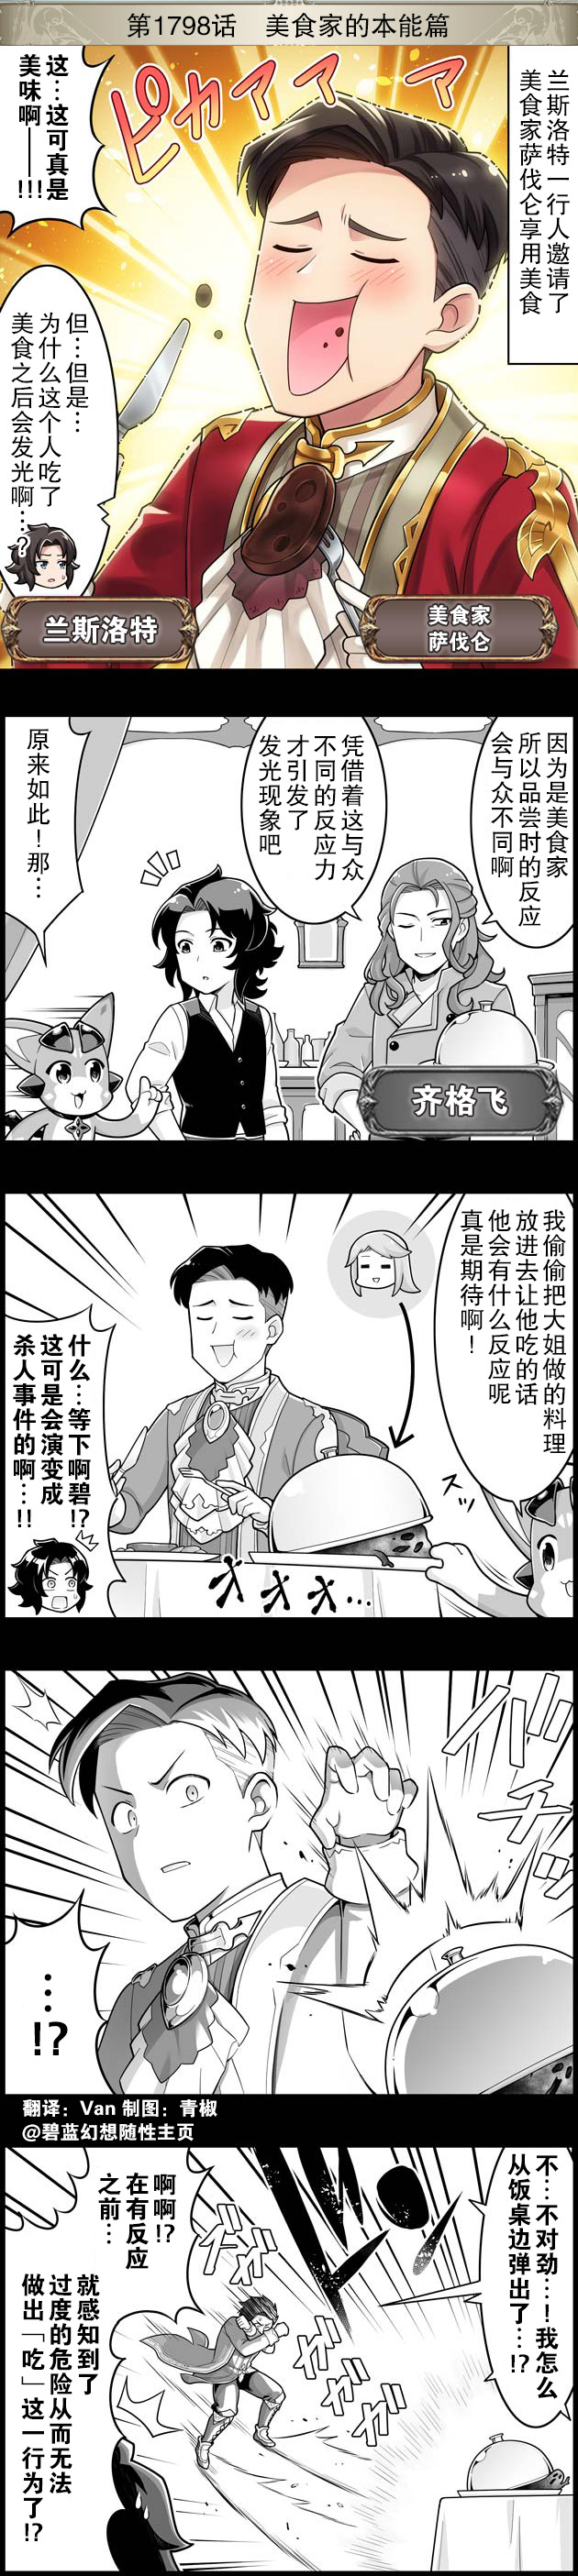 第1798话　美食家的本能篇
兰斯洛特一行人邀请了
美食家萨伐仑享用美食
ピカママママ
这…这可真是
美味啊——!!!
但…但是…
为什么这个人吃了
美食之后会发光啊…?
兰斯洛特
美食家
萨伐仑
因为是美食家
所以品尝时的反应
会与众不同啊
凭借着这与众
不同的反应力
才引发了
发光现象吧
原来如此！那…
齐格飞
我偷偷把大姐做的料理
放进去让他吃的话
他会有什么反应呢
真是期待啊！
スッ
什么…等下啊碧!?
这可是会演变成
杀人事件的啊…!!
オオオ…
バチィッ
…!?
翻译：Van 制图：青椒
@碧蓝幻想随性主页
不…不对劲…！我怎么
从饭桌边弹出了…!?
ザザザザ
啊啊!?
在有反应
之前…
就感知到了
过度的危险从而无法
做出「吃」这一行为了!?